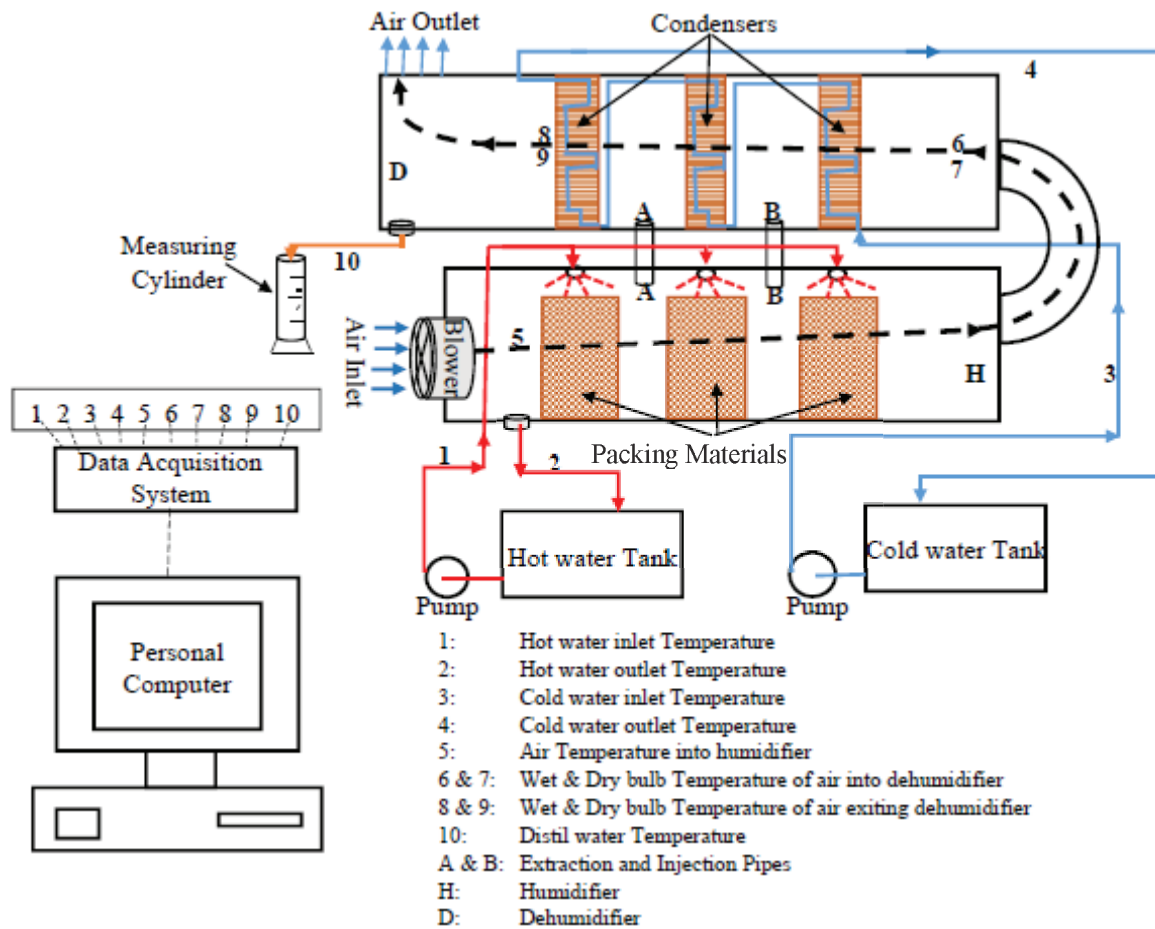 Air Outlet
Condensers
4
8
9
6
7
D
A
B
Measuring
Cylinder
10
A
B
Air Inlet
Blower
5
H
3
1 2 3 4 5 6 7 8 9 10
Data Acquisition
System
1
2
Packing Materials
Hot water Tank
Cold water Tank
Pump
Pump
Personal
Computer
1: Hot water inlet Temperature
2: Hot water outlet Temperature
3: Cold water inlet Temperature
4: Cold water outlet Temperature
5: Air Temperature into humidifier
6 & 7: Wet & Dry bulb Temperature of air into dehumidifier
8 & 9: Wet & Dry bulb Temperature of air exiting dehumidifier
10: Distil water Temperature
A & B: Extraction and Injection Pipes
H: Humidifier
D: Dehumidifier